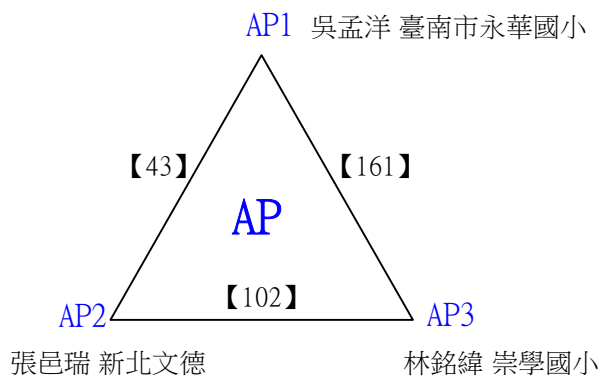 AP1 吳孟洋 臺南市永華國小
【43】 【161】
AP
【102】
AP2 AP3
張邑瑞 新北文德 林銘緯 崇學國小